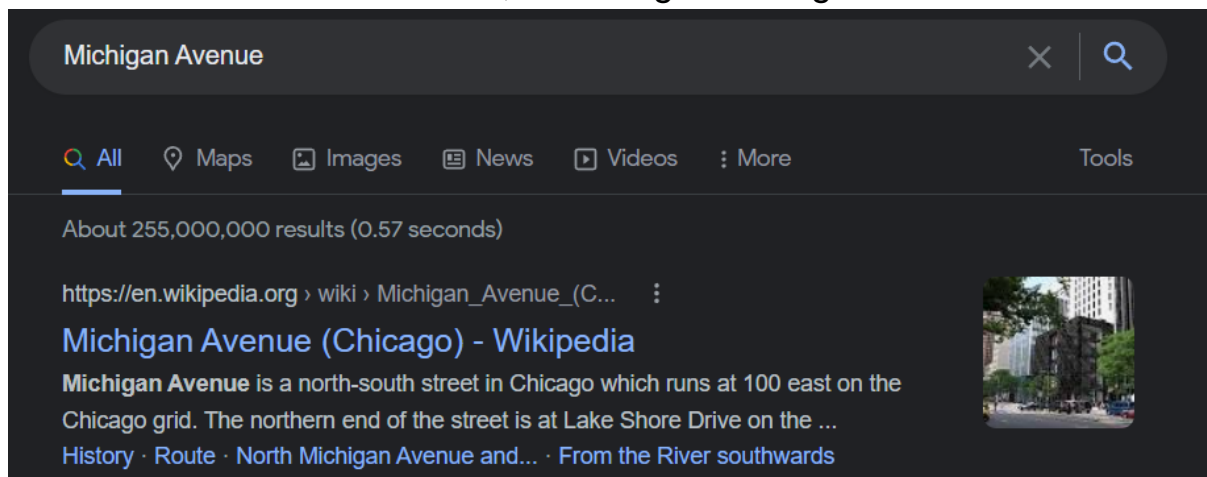 Michigan Avenue
All Maps Images News Videos More Tools
About 255,000,000 results (0.57 seconds)
https://en.wikipedia.org › wiki › Michigan_Avenue_(C...
Michigan Avenue (Chicago) - Wikipedia
Michigan Avenue is a north-south street in Chicago which runs at 100 east on the
Chicago grid. The northern end of the street is at Lake Shore Drive on the ...
History · Route · North Michigan Avenue and... · From the River southwards